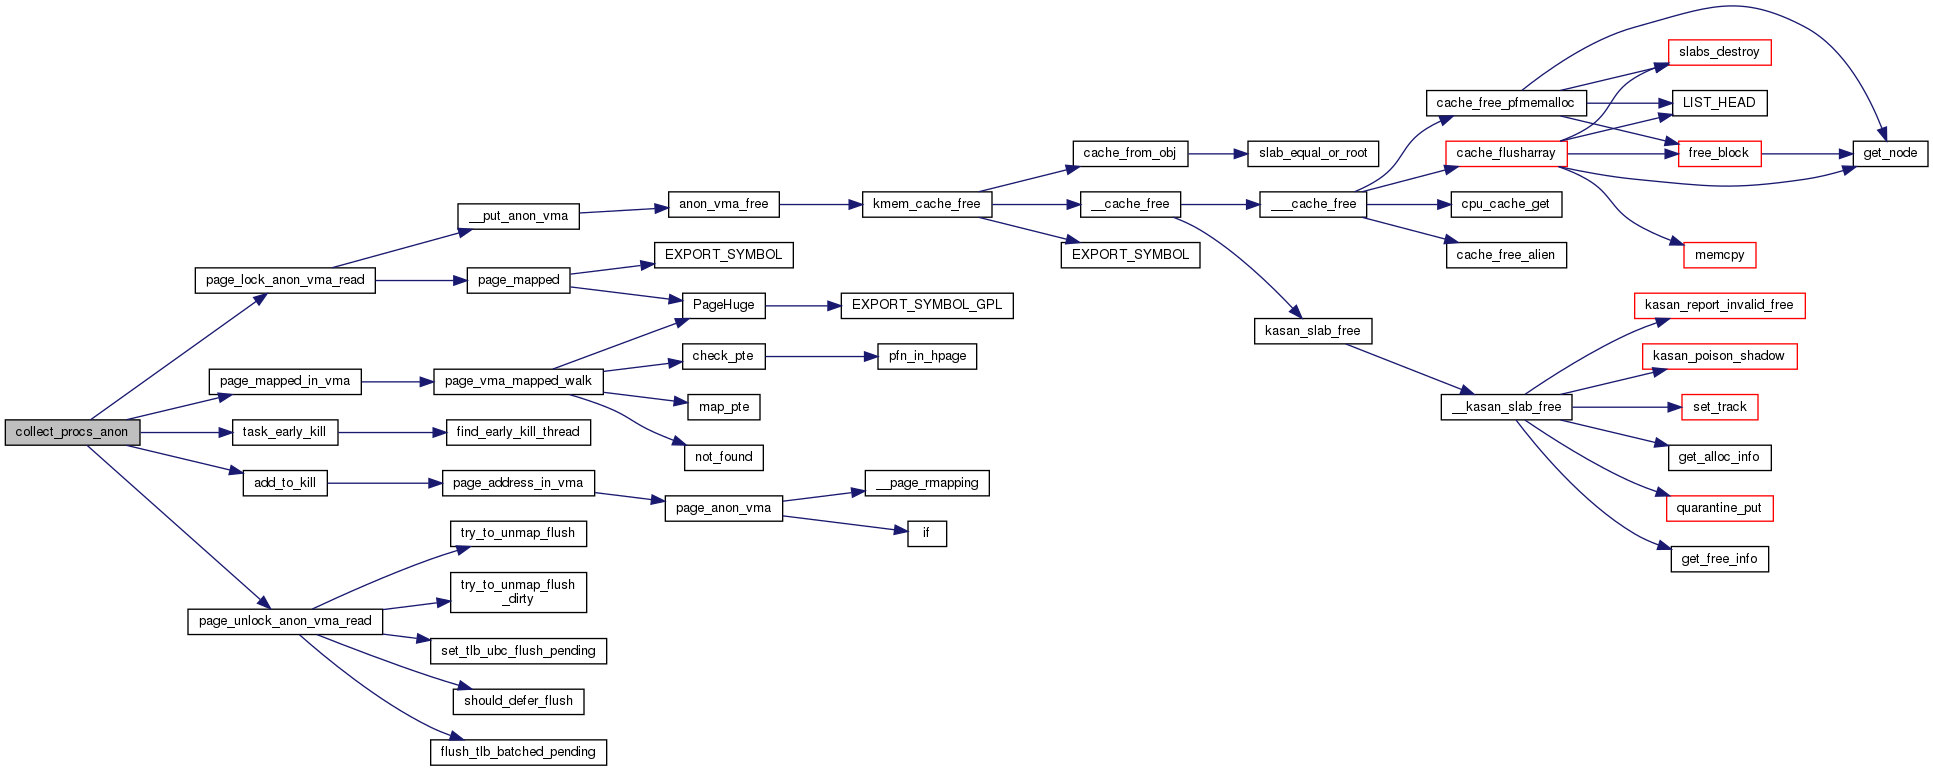 collect_procs_anon
page_lock_anon_vma_read
page_mapped_in_vma
task_early_kill
add_to_kill
page_unlock_anon_vma_read
__put_anon_vma
page_mapped
page_vma_mapped_walk
find_early_kill_thread
page_address_in_vma
try_to_unmap_flush
try_to_unmap_flush
_dirty
set_tlb_ubc_flush_pending
should_defer_flush
flush_tlb_batched_pending
anon_vma_free
EXPORT_SYMBOL
PageHuge
check_pte
map_pte
not_found
page_anon_vma
kmem_cache_free
EXPORT_SYMBOL_GPL
pfn_in_hpage
__page_rmapping
if
cache_from_obj
__cache_free
EXPORT_SYMBOL
slab_equal_or_root
___cache_free
kasan_slab_free
cache_free_pfmemalloc
cache_flusharray
cpu_cache_get
cache_free_alien
__kasan_slab_free
slabs_destroy
LIST_HEAD
free_block
memcpy
kasan_report_invalid_free
kasan_poison_shadow
set_track
get_alloc_info
quarantine_put
get_free_info
get_node